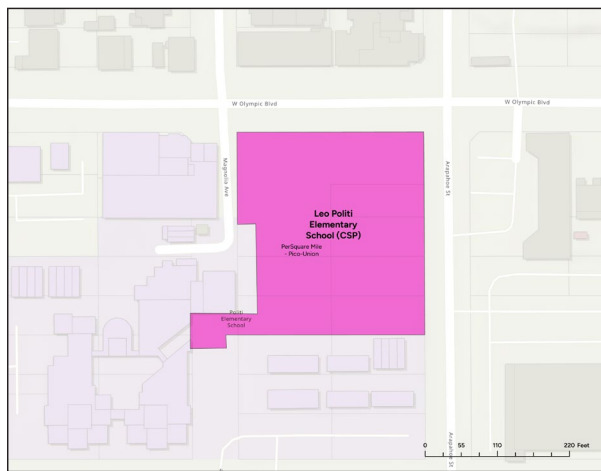 W Olympic Blvd
W Olympic Blvd
Magnolia Ave
Arapahoe St
Leo Politi
Elementary
School (CSP)
PerSquare Mile
- Pico-Union
Politi
Elementary
School
Arapahoe St
0 55 110 220 Feet